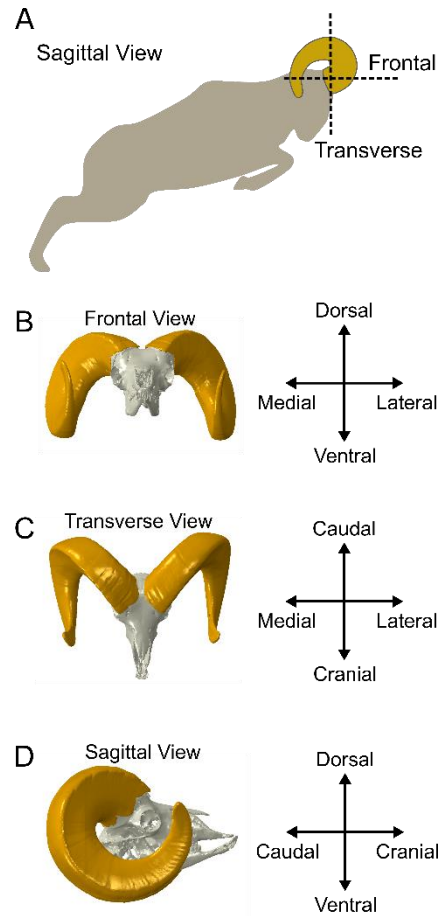 A
Sagittal View
Frontal
Transverse
B
Frontal View
Dorsal
Medial
Lateral
Ventral
C
Transverse View
Caudal
Medial
Lateral
Cranial
D
Sagittal View
Dorsal
Caudal
Cranial
Ventral